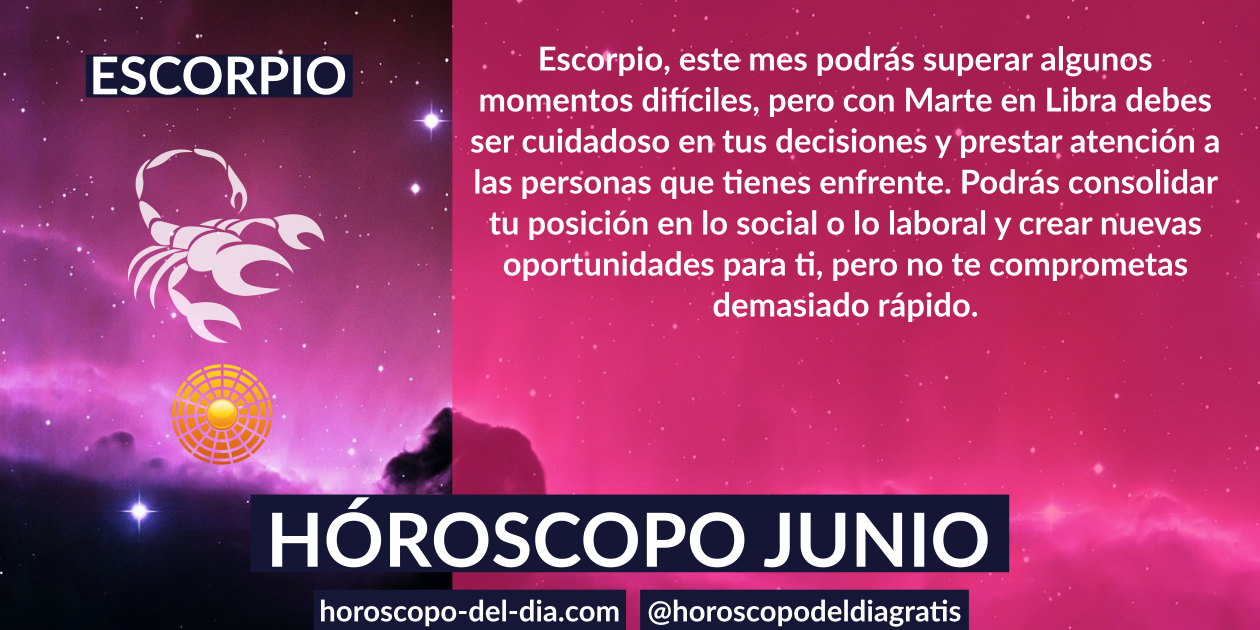 ESCORPIO
Escorpio, este mes podrás superar algunos
momentos difíciles, pero con Marte en Libra debes
ser cuidadoso en tus decisiones y prestar atención a
las personas que tienes enfrente. Podrás consolidar
tu posición en lo social o lo laboral y crear nuevas
oportunidades para ti, pero no te comprometas
demasiado rápido.
HÓROSCOPO JUNIO
horoscopo-del-dia.com
@horoscopodeldiagratis